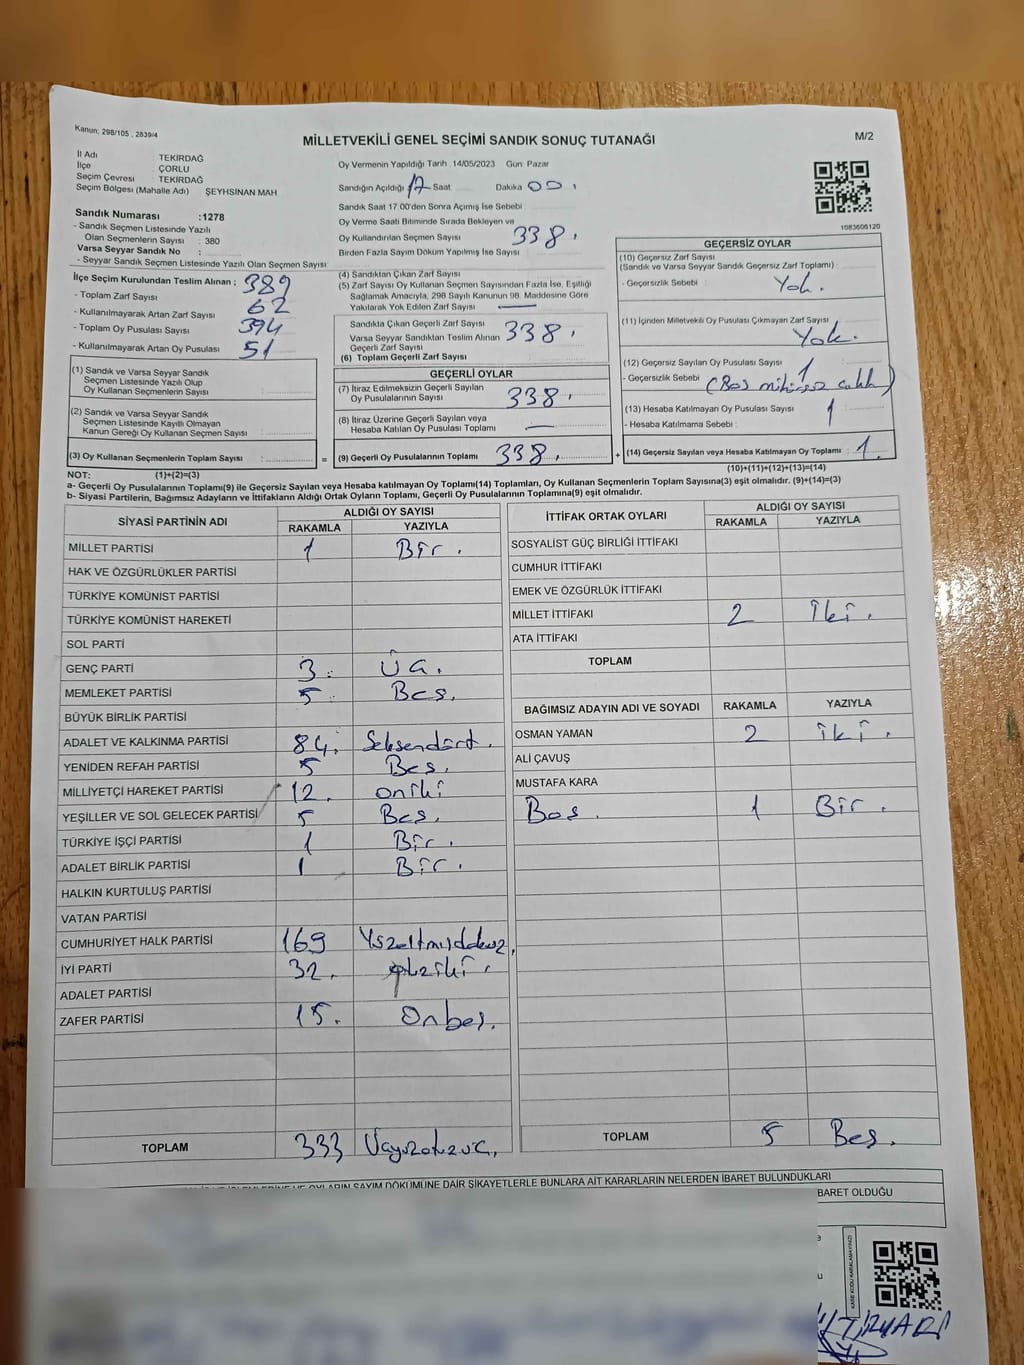 Kanun; 298/105 , 2839/4
MİLLETVEKİLİ GENEL SEÇİMİ SANDIK SONUÇ TUTANAĞI
M/2
İl Adı : TEKİRDAĞ
İlçe : ÇORLU
Seçim Çevresi : TEKİRDAĞ
Seçim Bölgesi (Mahalle Adı) : ŞEYHSİNAN MAH
Sandık Numarası :1278
- Sandık Seçmen Listesinde Yazılı
Olan Seçmenlerin Sayısı : 380
Varsa Seyyar Sandık No :
- Seyyar Sandık Seçmen Listesinde Yazılı Olan Seçmen Sayısı:
İlçe Seçim Kurulundan Teslim Alınan ; 389
- Toplam Zarf Sayısı
- Kullanılmayarak Artan Zarf Sayısı 62
- Toplam Oy Pusulası Sayısı 394
- Kullanılmayarak Artan Oy Pusulası 51
(1) Sandık ve Varsa Seyyar Sandık
Seçmen Listesinde Yazılı Olup
Oy Kullanan Seçmenlerin Sayısı :
(2) Sandık ve Varsa Seyyar Sandık
Seçmen Listesinde Kayıtlı Olmayan
Kanun Gereği Oy Kullanan Seçmen Sayısı :
(3) Oy Kullanan Seçmenlerin Toplam Sayısı : =
Oy Vermenin Yapıldığı Tarih 14/05/2023 Gün: Pazar
Sandığın Açıldığı 17 Saat Dakika 00 .
Sandık Saat 17.00'den Sonra Açımış İse Sebebi
Oy Verme Saati Bitiminde Sırada Bekleyen ve
Oy Kullandırılan Seçmen Sayısı 338 .
Birden Fazla Sayım Döküm Yapılmış İse Sayısı
(4) Sandıktan Çıkan Zarf Sayısı
(5) Zarf Sayısı Oy Kullanan Seçmen Sayısından Fazla İse, Eşitliği
Sağlamak Amacıyla, 298 Sayılı Kanunun 98. Maddesine Göre
Yakılarak Yok Edilen Zarf Sayısı —
Sandıkta Çıkan Geçerli Zarf Sayısı
Varsa Seyyar Sandıktan Teslim Alınan 338 .
Geçerli Zarf Sayısı
(6) Toplam Geçerli Zarf Sayısı
GEÇERLİ OYLAR
(7) İtiraz Edilmeksizin Geçerli Sayılan
Oy Pusulalarının Sayısı 338 .
(8) İtiraz Üzerine Geçerli Sayılan veya
Hesaba Katılan Oy Pusulası Toplamı —
(9) Geçerli Oy Pusulalarının Toplamı 338 . +
1083606120
GEÇERSİZ OYLAR
(10) Geçersiz Zarf Sayısı
(Sandık ve Varsa Seyyar Sandık Geçersiz Zarf Toplamı) :
- Geçersizlik Sebebi : Yok.
(11) İçinden Milletvekili Oy Pusulası Çıkmayan Zarf Sayısı
Yok.
(12) Geçersiz Sayılan Oy Pusulası Sayısı 1
- Geçersizlik Sebebi
(13) Hesaba Katılmayan Oy Pusulası Sayısı 1
- Hesaba Katılmama Sebebi :
(14) Geçersiz Sayılan veya Hesaba Katılmayan Oy Toplamı : 1.
NOT: (1)+(2)=(3) (10)+(11)+(12)+(13)=(14)
a- Geçerli Oy Pusulalarının Toplamı(9) ile Geçersiz Sayılan veya Hesaba Katılmayan Oy Toplamı(14) Toplamları, Oy Kullanan Seçmenlerin Toplam Sayısına(3) eşit olmalıdır. (9)+(14)=(3)
b- Siyasi Partilerin, Bağımsız Adayların ve İttifakların Aldığı Ortak Oyların Toplamı, Geçerli Oy Pusulalarının Toplamına(9) eşit olmalıdır.
SİYASİ PARTİNİN ADI ALDIĞI OY SAYISI
RAKAMLA YAZIYLA
MİLLET PARTİSİ 1 Bir .
HAK VE ÖZGÜRLÜKLER PARTİSİ
TÜRKİYE KOMÜNİST PARTİSİ
TÜRKİYE KOMÜNİST HAREKETİ
SOL PARTİ
GENÇ PARTİ 3 . Üç .
MEMLEKET PARTİSİ 5 . Beş .
BÜYÜK BİRLİK PARTİSİ
ADALET VE KALKINMA PARTİSİ 84. Seksendört .
YENİDEN REFAH PARTİSİ 5 Beş .
MİLLİYETÇİ HAREKET PARTİSİ 12. oniki
YEŞİLLER VE SOL GELECEK PARTİSİ 5 Beş .
TÜRKİYE İŞÇİ PARTİSİ 1 Bir .
ADALET BİRLİK PARTİSİ 1 Bir .
HALKIN KURTULUŞ PARTİSİ
VATAN PARTİSİ
CUMHURİYET HALK PARTİSİ 169
İYİ PARTİ 32.
ADALET PARTİSİ
ZAFER PARTİSİ 15. Onbeş .
TOPLAM 333
İTTİFAK ORTAK OYLARI ALDIĞI OY SAYISI
RAKAMLA YAZIYLA
SOSYALİST GÜÇ BİRLİĞİ İTTİFAKI
CUMHUR İTTİFAKI
EMEK VE ÖZGÜRLÜK İTTİFAKI
MİLLET İTTİFAKI 2 İki .
ATA İTTİFAKI
TOPLAM
BAĞIMSIZ ADAYIN ADI VE SOYADI RAKAMLA YAZIYLA
OSMAN YAMAN 2 İki .
ALİ ÇAVUŞ
MUSTAFA KARA
Boş . 1 Bir .
TOPLAM 5 Beş .
OYLARIN SAYIM DÖKÜMÜNE DAİR ŞİKAYETLERLE BUNLARA AİT KARARLARIN NELERDEN İBARET BULUNDUKLARI
BARET OLDUĞU